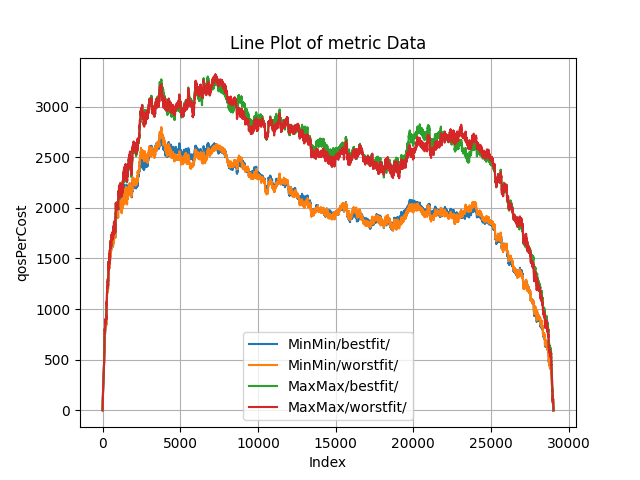 Line Plot of metric Data
qosPerCost
3000
2500
2000
1500
1000
500
0
MinMin/bestfit/
MinMin/worstfit/
MaxMax/bestfit/
MaxMax/worstfit/
0 5000 10000 15000 20000 25000 30000
Index